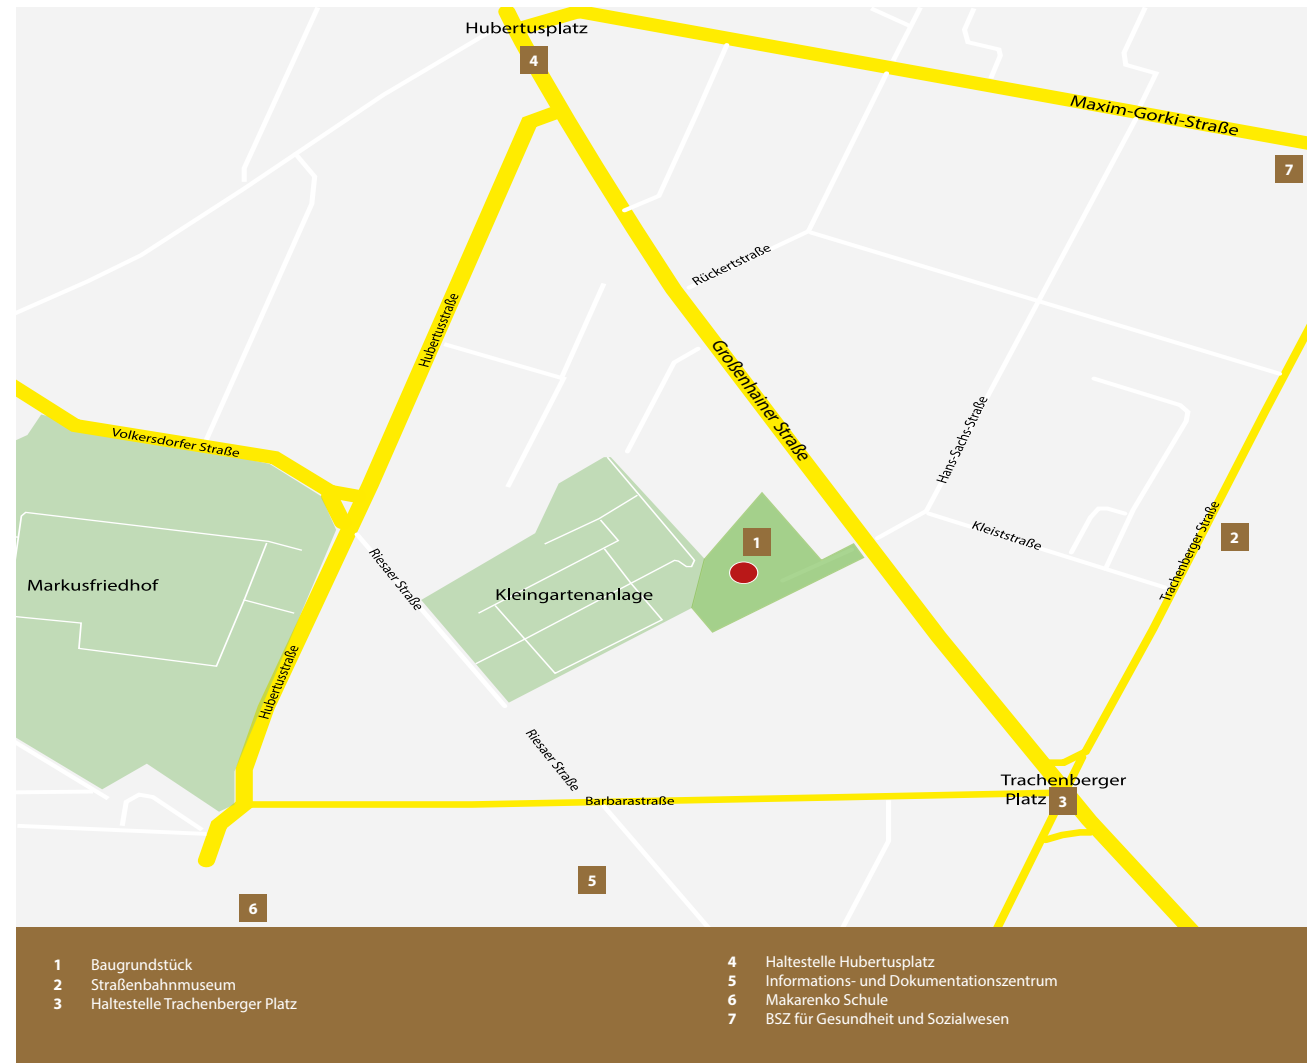 Hubertusplatz
4
Maxim-Gorki-Straße
7
Rückertstraße
Hubertusstraße
Großenhainer Straße
Hans-Sachs-Straße
Volkersdorfer Straße
Kleiststraße
Trachenberger Straße
2
1
Riesaer Straße
Markusfriedhof
Kleingartenanlage
Hubertusstraße
Riesaer Straße
Trachenberger
Platz
3
Barbarastraße
5
6
1 Baugrundstück
2 Straßenbahnmuseum
3 Haltestelle Trachenberger Platz
4 Haltestelle Hubertusplatz
5 Informations- und Dokumentationszentrum
6 Makarenko Schule
7 BSZ für Gesundheit und Sozialwesen